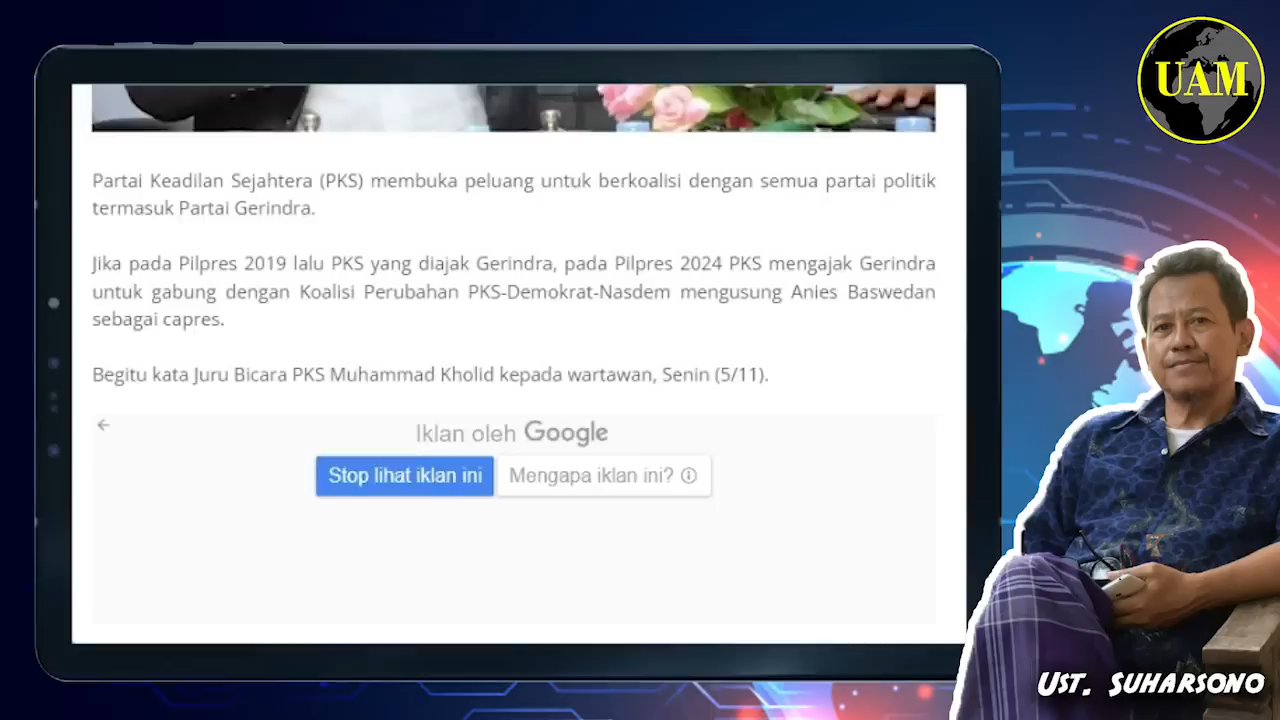 UAM
Partai Keadilan Sejahtera (PKS) membuka peluang untuk berkoalisi dengan semua partai politik
termasuk Partai Gerindra.
Jika pada Pilpres 2019 lalu PKS yang diajak Gerindra, pada Pilpres 2024 PKS mengajak Gerindra
untuk gabung dengan Koalisi Perubahan PKS-Demokrat-Nasdem mengusung Anies Baswedan
sebagai capres.
Begitu kata Juru Bicara PKS Muhammad Kholid kepada wartawan, Senin (5/11).
Iklan oleh Google
Stop lihat iklan ini
Mengapa iklan ini?
UST. SUHARSONO